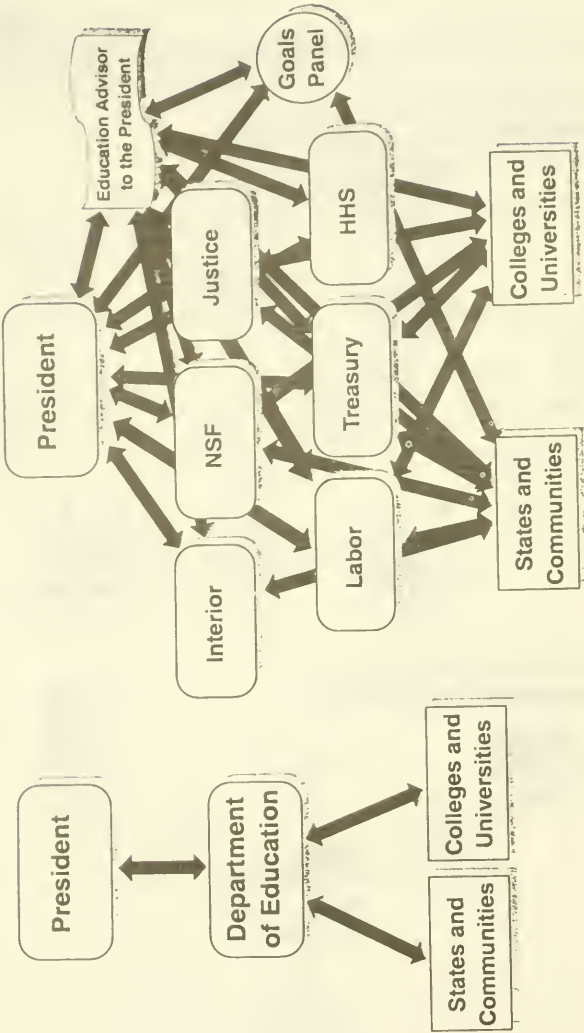 President
Department
of Education
States and
Communities
Colleges and
Universities
President
Education Advisor
to the President
Interior
NSF
Justice
Goals
Panel
Labor
Treasury
HHS
States and
Communities
Colleges and
Universities